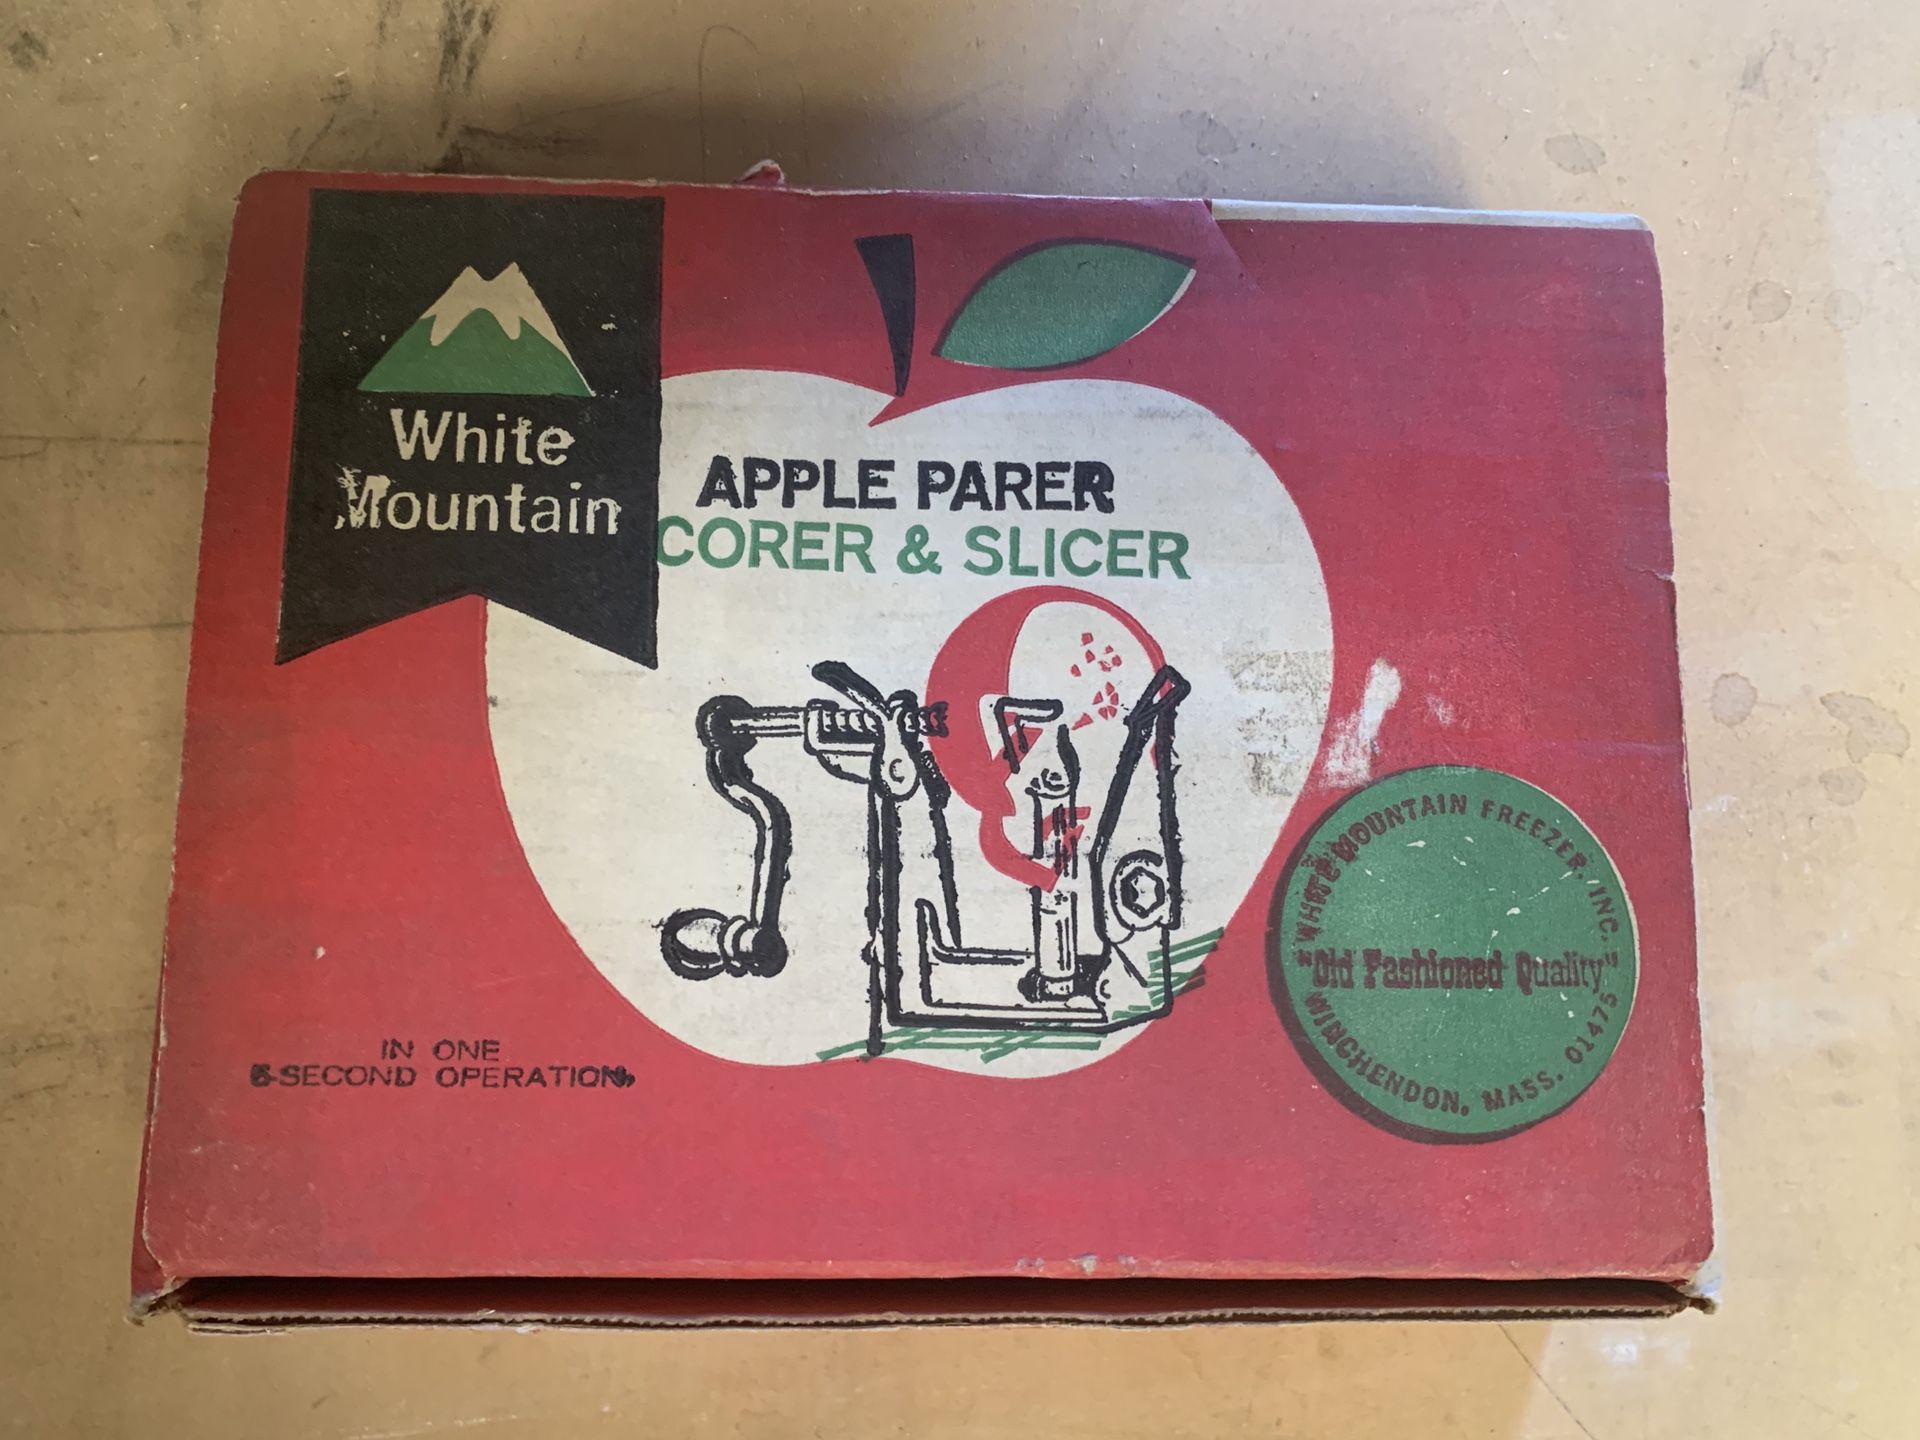 White
Mountain
APPLE PARER
CORER & SLICER
IN ONE
5-SECOND OPERATION
WHITE MOUNTAIN FREEZER, INC.
"Old Fashioned Quality"
WINCHENDON, MASS. 01475